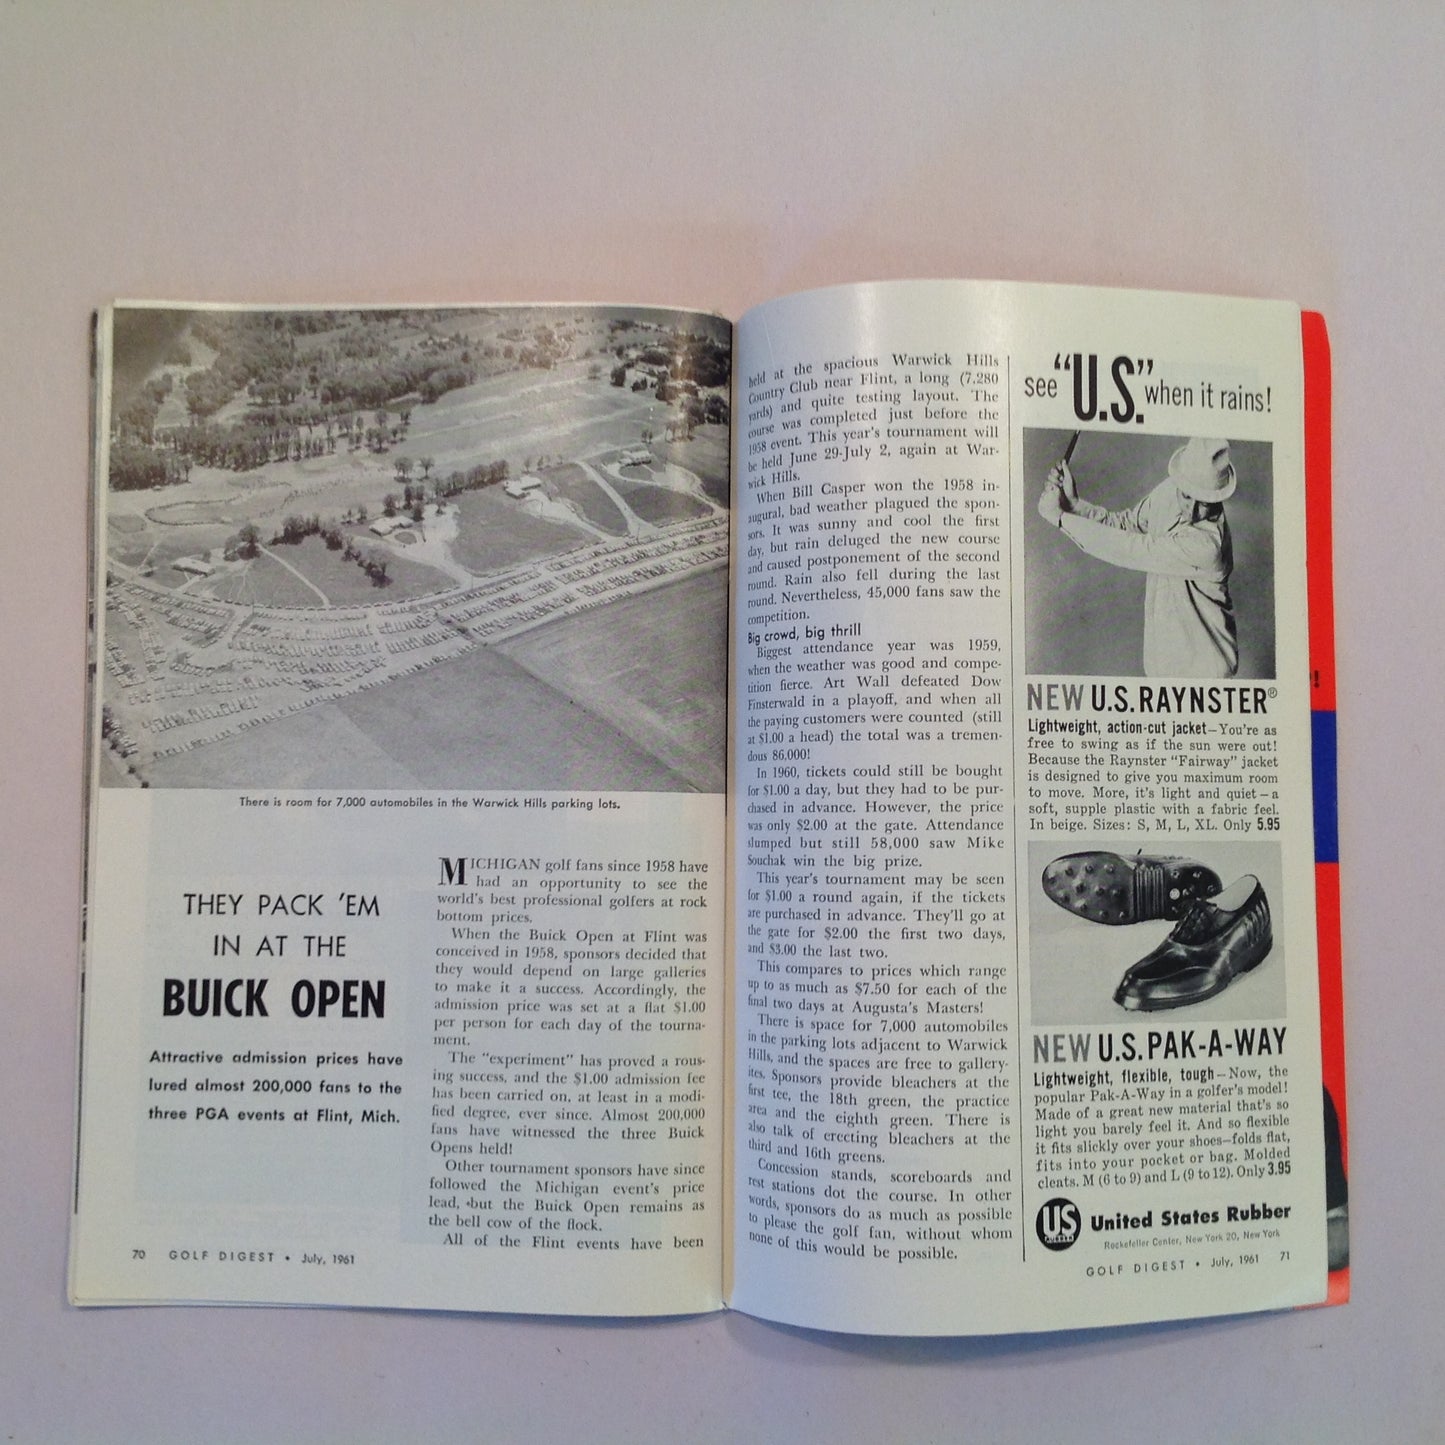 There is room for 7,000 automobiles in the Warwick Hills parking lots.
THEY PACK 'EM
IN AT THE
BUICK OPEN
Attractive admission prices have
lured almost 200,000 fans to the
three PGA events at Flint, Mich.
MICHIGAN golf fans since 1958 have
had an opportunity to see the
world's best professional golfers at rock
bottom prices.
When the Buick Open at Flint was
conceived in 1958, sponsors decided that
they would depend on large galleries
to make it a success. Accordingly, the
admission price was set at a flat $1.00
per person for each day of the tourna-
ment.
The "experiment" has proved a rous-
ing success, and the $1.00 admission fee
has been carried on, at least in a modi-
fied degree, ever since. Almost 200,000
fans have witnessed the three Buick
Opens held!
Other tournament sponsors have since
followed the Michigan event's price
lead, but the Buick Open remains as
the bell cow of the flock.
All of the Flint events have been
70 GOLF DIGEST • July, 1961
held at the spacious Warwick Hills
Country Club near Flint, a long (7,280
yards) and quite testing layout. The
course was completed just before the
1958 event. This year's tournament will
be held June 29-July 2, again at War-
wick Hills.
When Bill Casper won the 1958 in-
augural, bad weather plagued the spon-
sors. It was sunny and cool the first
day, but rain deluged the new course
and caused postponement of the second
round. Rain also fell during the last
round. Nevertheless, 45,000 fans saw the
competition.
Big crowd, big thrill
Biggest attendance year was 1959,
when the weather was good and compe-
tition fierce. Art Wall defeated Dow
Finsterwald in a playoff, and when all
the paying customers were counted (still
at $1.00 a head) the total was a tremen-
dous 86,000!
In 1960, tickets could still be bought
for $1.00 a day, but they had to be pur-
chased in advance. However, the price
was only $2.00 at the gate. Attendance
slumped but still 58,000 saw Mike
Souchak win the big prize.
This year's tournament may be seen
for $1.00 a round again, if the tickets
are purchased in advance. They'll go at
the gate for $2.00 the first two days,
and $3.00 the last two.
This compares to prices which range
up to as much as $7.50 for each of the
final two days at Augusta's Masters!
There is space for 7,000 automobiles
in the parking lots adjacent to Warwick
Hills, and the spaces are free to gallery-
ites. Sponsors provide bleachers at the
first tee, the 18th green, the practice
area and the eighth green. There is
also talk of erecting bleachers at the
third and 16th greens.
Concession stands, scoreboards and
rest stations dot the course. In other
words, sponsors do as much as possible
to please the golf fan, without whom
none of this would be possible.
see "U.S." when it rains!
NEW U.S. RAYNSTER®
Lightweight, action-cut jacket—You're as
free to swing as if the sun were out!
Because the Raynster "Fairway" jacket
is designed to give you maximum room
to move. More, it's light and quiet—a
soft, supple plastic with a fabric feel.
In beige. Sizes: S, M, L, XL. Only 5.95
NEW U.S. PAK-A-WAY
Lightweight, flexible, tough—Now, the
popular Pak-A-Way in a golfer's model!
Made of a great new material that's so
light you barely feel it. And so flexible
it fits slickly over your shoes—folds flat,
fits into your pocket or bag. Molded
cleats. M (6 to 9) and L (9 to 12). Only 3.95
US
RUBBER
United States Rubber
Rockefeller Center, New York 20, New York
GOLF DIGEST • July, 1961 71